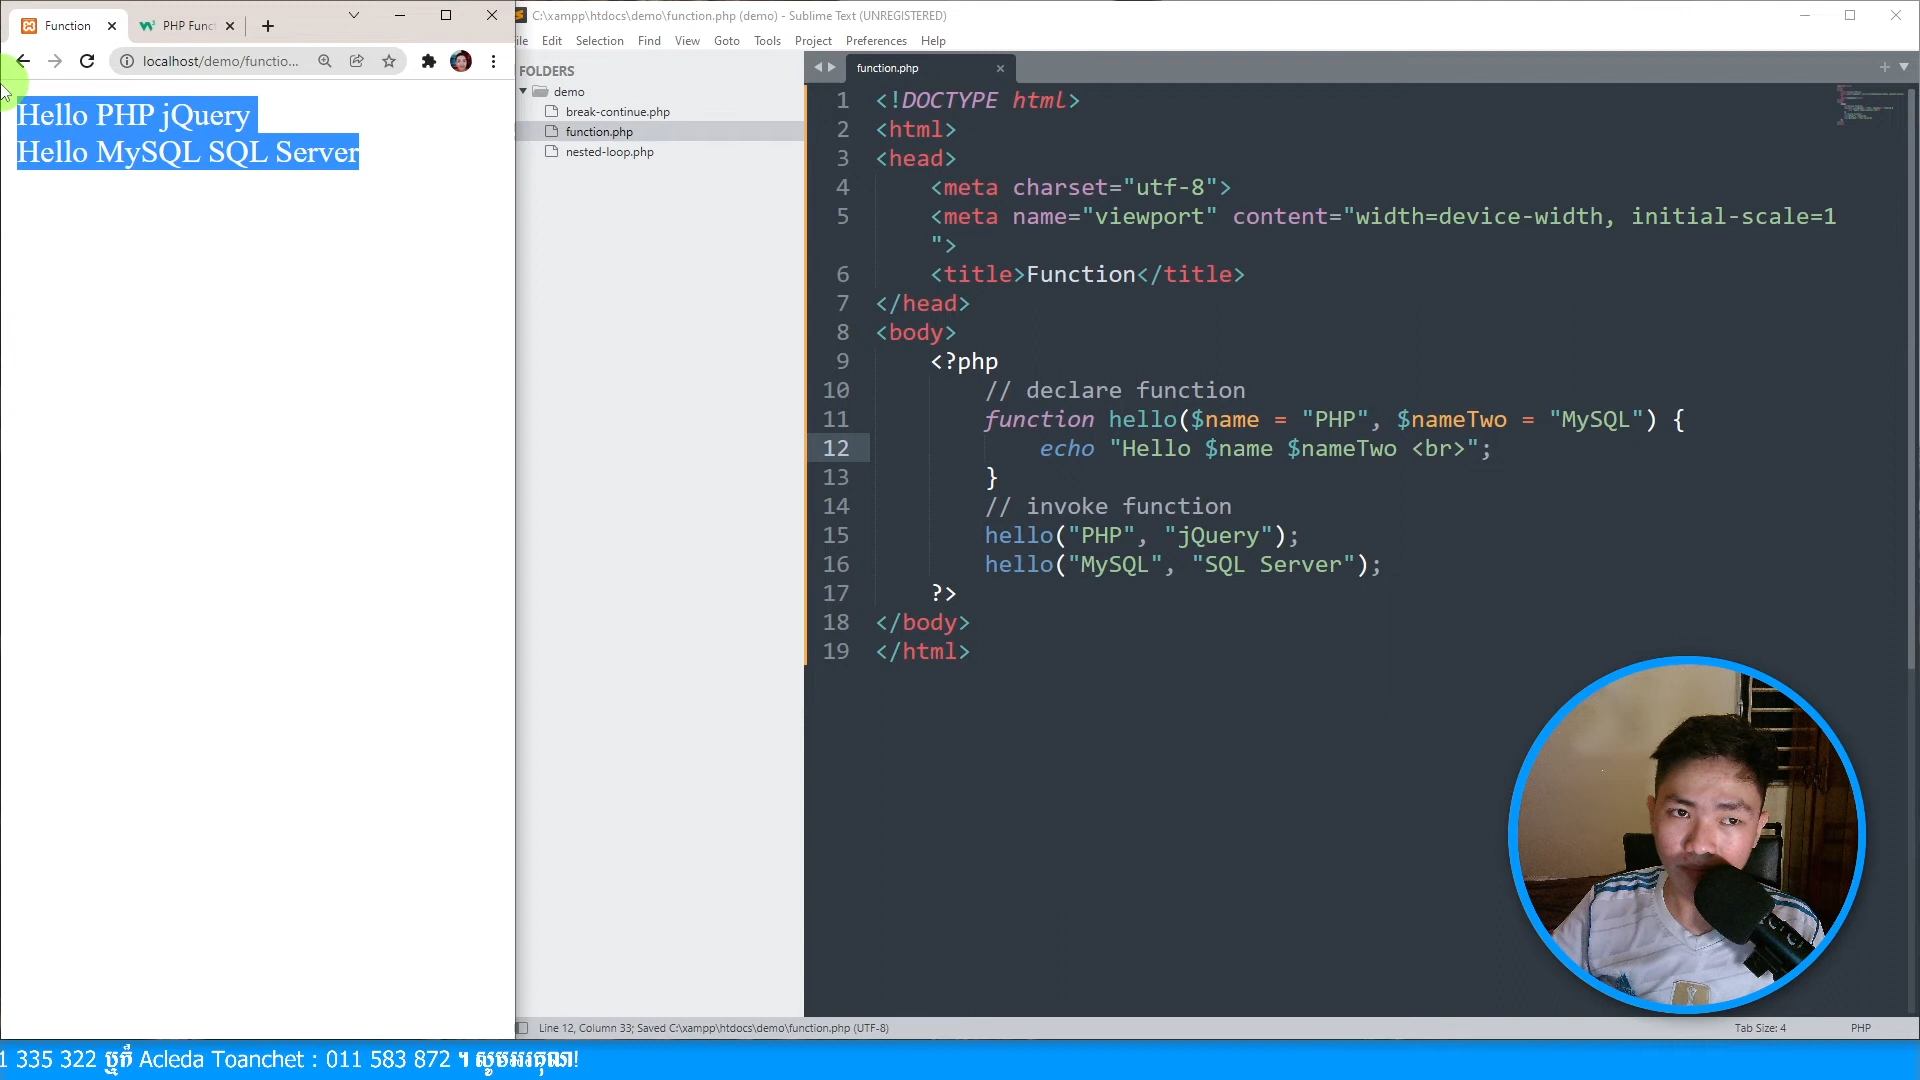 Function
PHP Func
localhost/demo/functio...
Hello PHP jQuery
Hello MySQL SQL Server
C:\xampp\htdocs\demo\function.php (demo) - Sublime Text (UNREGISTERED)
ile Edit Selection Find View Goto Tools Project Preferences Help
FOLDERS
demo
break-continue.php
function.php
nested-loop.php
function.php
1 <!DOCTYPE html>
2 <html>
3 <head>
4 <meta charset="utf-8">
5 <meta name="viewport" content="width=device-width, initial-scale=1
">
6 <title>Function</title>
7 </head>
8 <body>
9 <?php
10 // declare function
11 function hello($name = "PHP", $nameTwo = "MySQL") {
12 echo "Hello $name $nameTwo <br>";
13 }
14 // invoke function
15 hello("PHP", "jQuery");
16 hello("MySQL", "SQL Server");
17 ?>
18 </body>
19 </html>
Line 12, Column 33; Saved C:\xampp\htdocs\demo\function.php (UTF-8)
Tab Size: 4
PHP
1 335 322 ឬក៏ Acleda Toanchet : 011 583 872 ។ សូមអរគុណ!